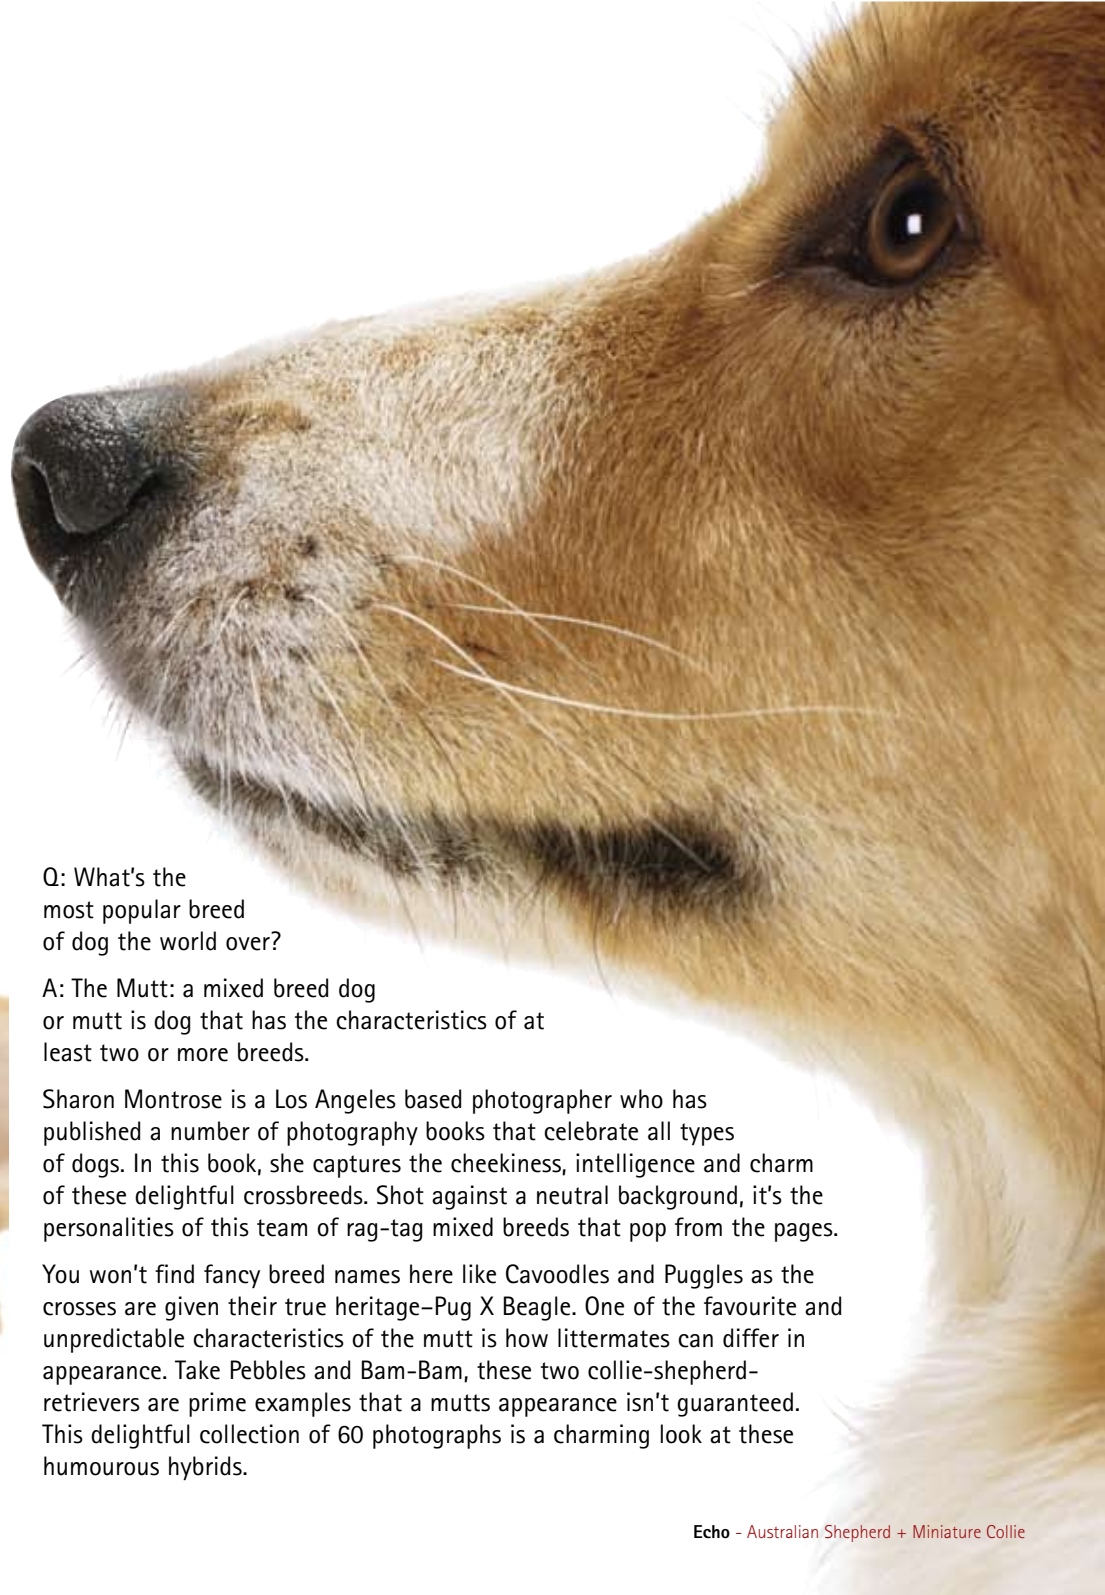 Q: What's the
most popular breed
of dog the world over?
A: The Mutt: a mixed breed dog
or mutt is dog that has the characteristics of at
least two or more breeds.
Sharon Montrose is a Los Angeles based photographer who has
published a number of photography books that celebrate all types
of dogs. In this book, she captures the cheekiness, intelligence and charm
of these delightful crossbreeds. Shot against a neutral background, it's the
personalities of this team of rag-tag mixed breeds that pop from the pages.
You won't find fancy breed names here like Cavoodles and Puggles as the
crosses are given their true heritage–Pug X Beagle. One of the favourite and
unpredictable characteristics of the mutt is how littermates can differ in
appearance. Take Pebbles and Bam-Bam, these two collie-shepherd-
retrievers are prime examples that a mutts appearance isn't guaranteed.
This delightful collection of 60 photographs is a charming look at these
humourous hybrids.
Echo - Australian Shepherd + Miniature Collie